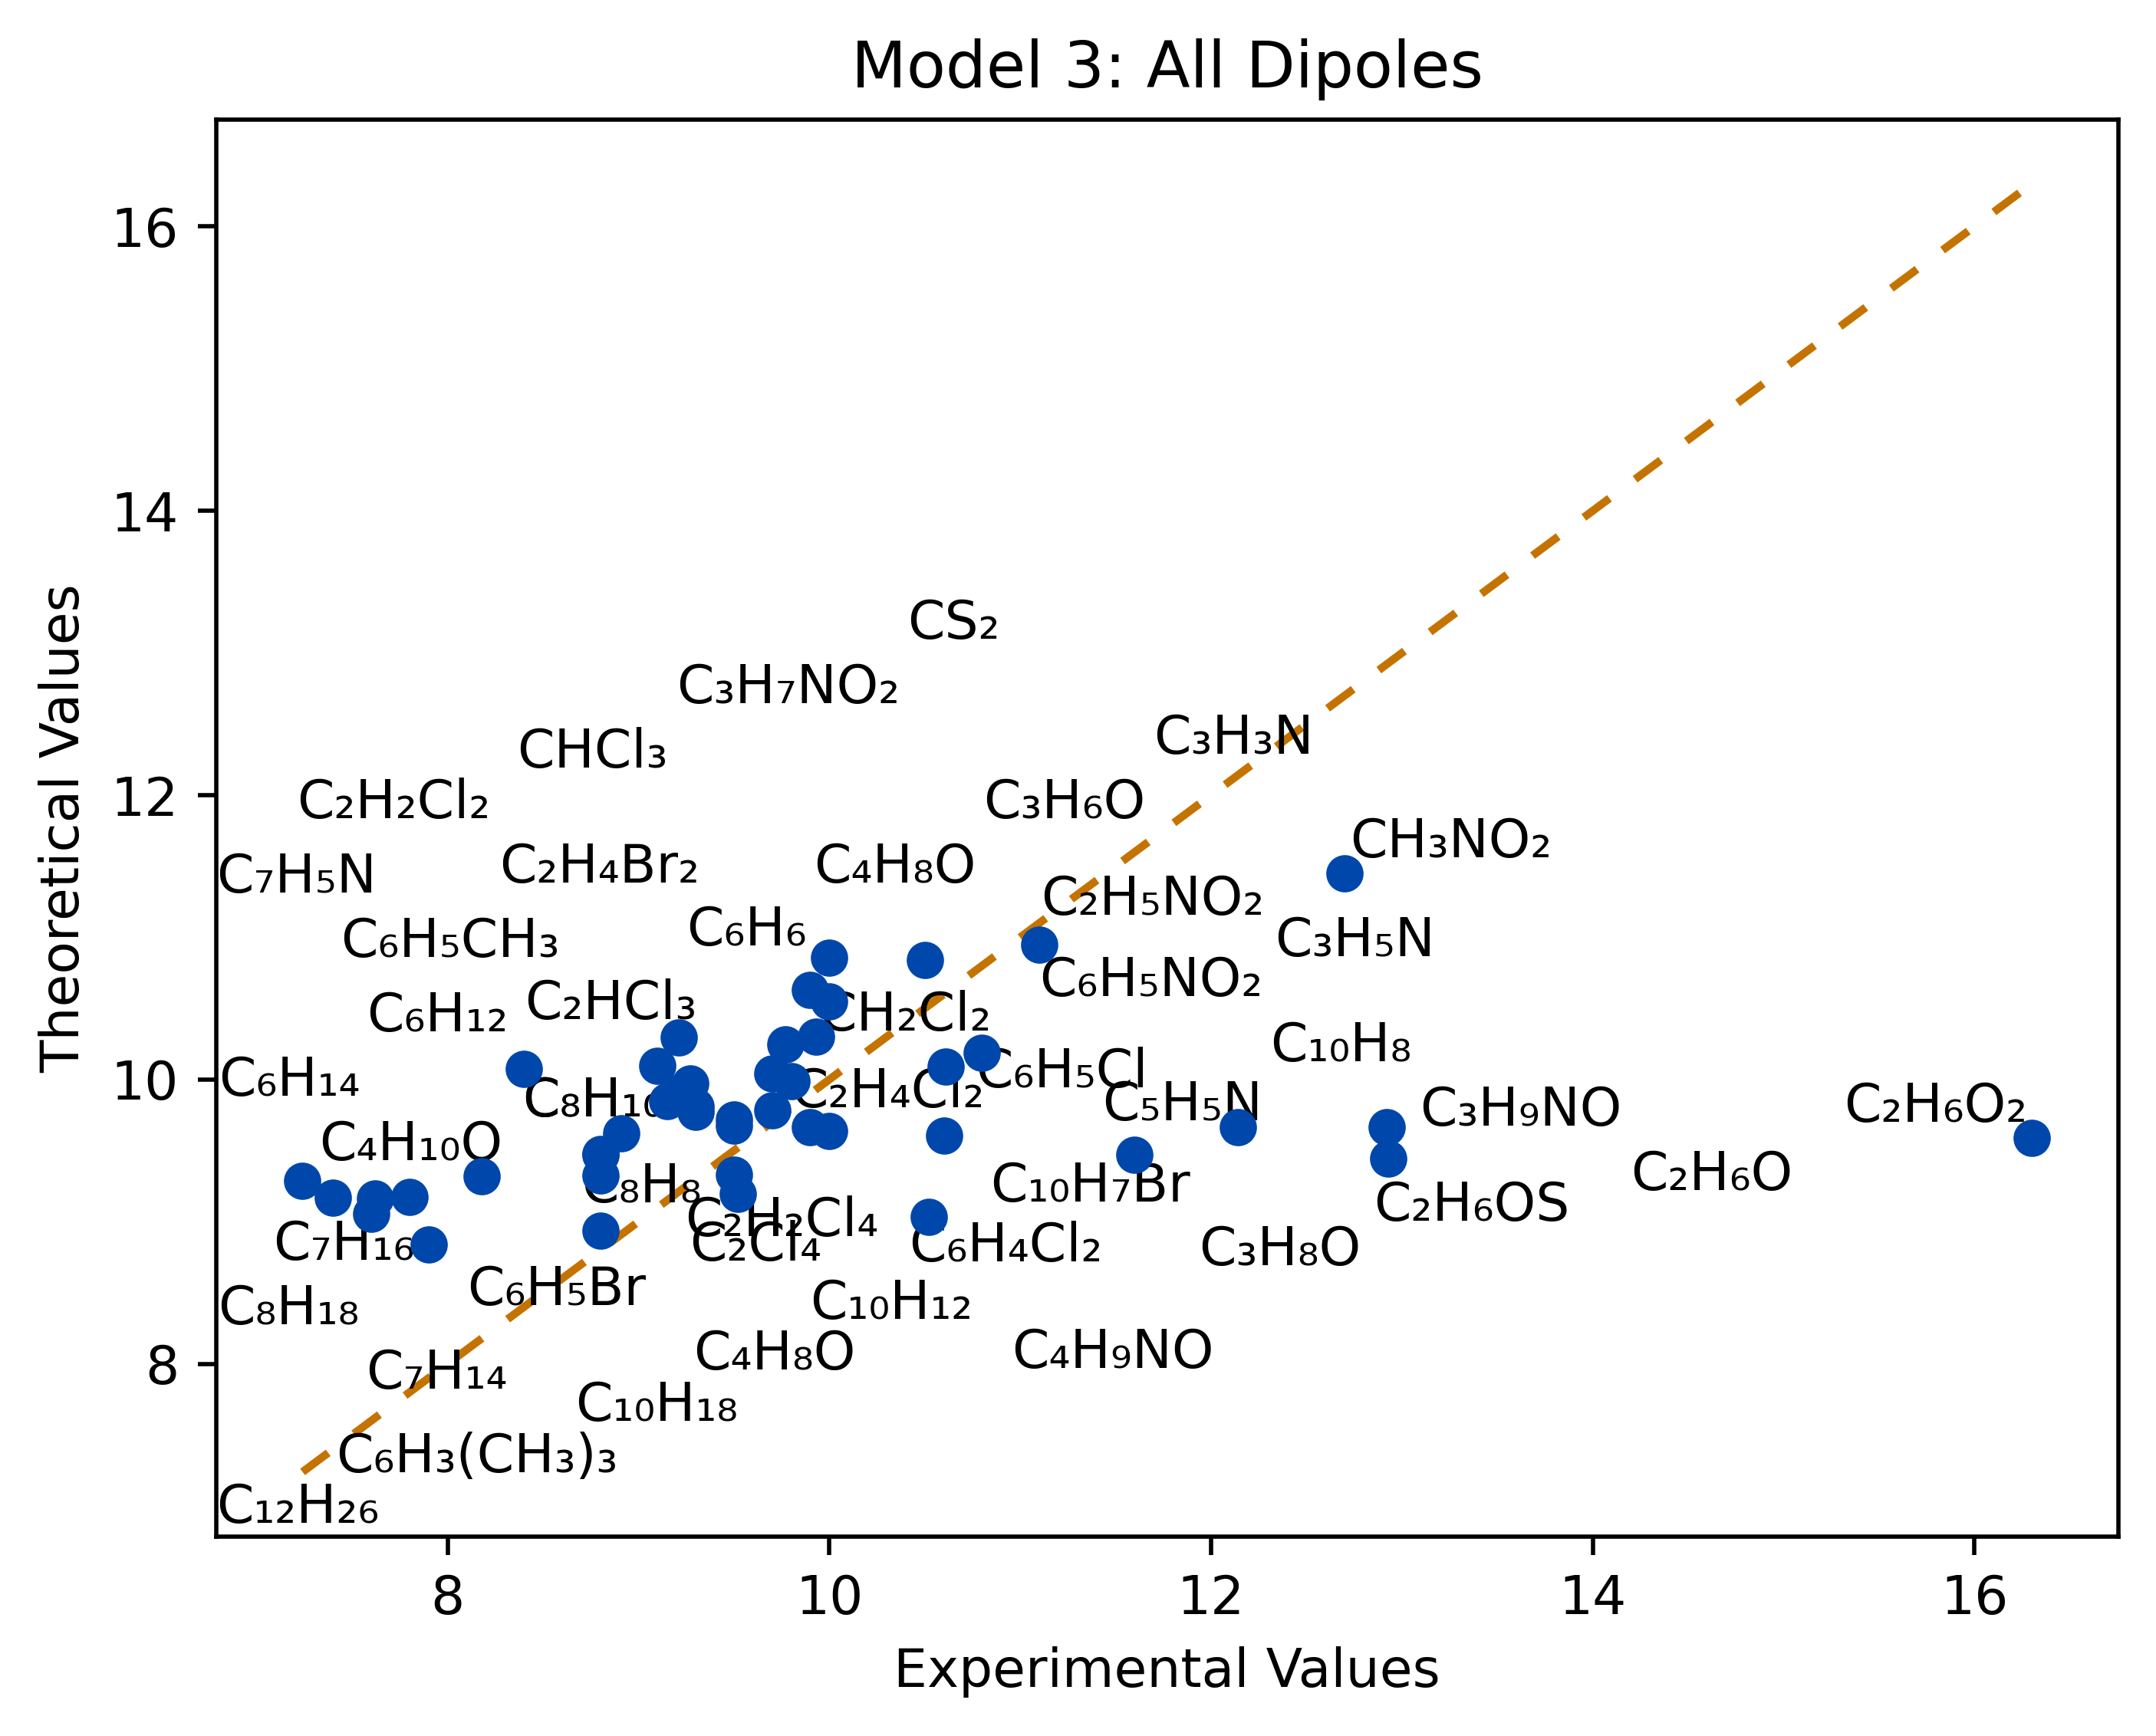 Model 3: All Dipoles
Theoretical Values
16
14
12
10
8
CS₂
C₃H₇NO₂
C₃H₃N
CHCl₃
C₂H₂Cl₂
C₃H₆O
CH₃NO₂
C₇H₅N
C₂H₄Br₂
C₄H₈O
C₂H₅NO₂
C₆H₅CH₃
C₆H₆
C₃H₅N
C₆H₅NO₂
C₆H₁₂
C₂HCl₃
CH₂Cl₂
C₁₀H₈
C₆H₁₄
C₈H₁₀
C₂H₄Cl₂
C₆H₅Cl
C₅H₅N
C₃H₉NO
C₂H₆O₂
C₄H₁₀O
C₈H₈
C₁₀H₇Br
C₂H₆O
C₂H₆OS
C₂H₂Cl₄
C₇H₁₆
C₂Cl₄
C₆H₄Cl₂
C₃H₈O
C₈H₁₈
C₆H₅Br
C₁₀H₁₂
C₇H₁₄
C₄H₈O
C₄H₉NO
C₁₀H₁₈
C₆H₃(CH₃)₃
C₁₂H₂₆
8
10
12
14
16
Experimental Values